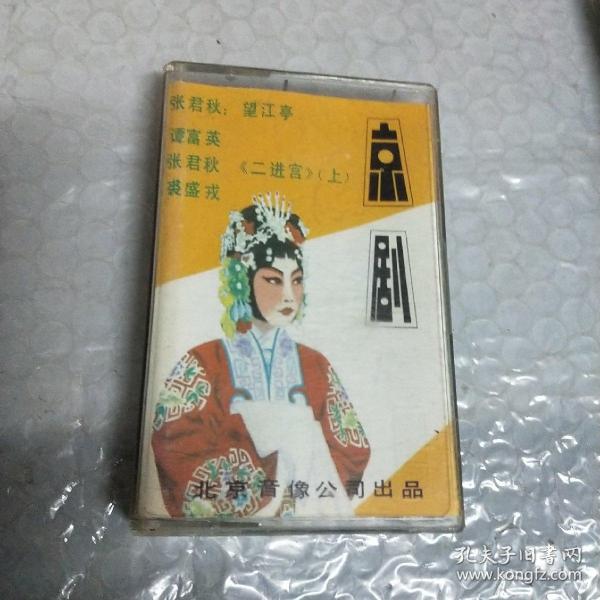 张君秋：望江亭
谭富英
张君秋 《二进宫》（上）
裘盛戎
京剧
北京音像公司出品
孔夫子旧书网
www.kongfz.com